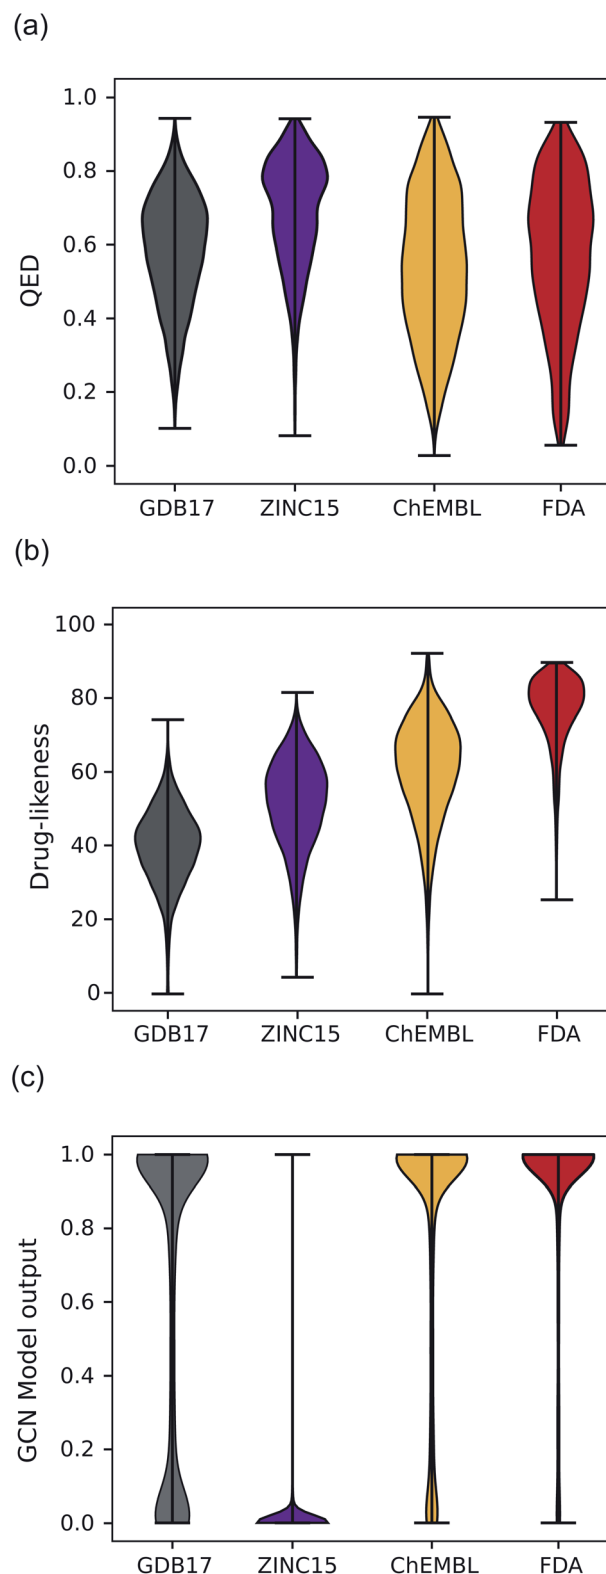 (a)
QED
1.0
0.8
0.6
0.4
0.2
0.0
GDB17 ZINC15 ChEMBL FDA
(b)
Drug-likeness
100
80
60
40
20
0
GDB17 ZINC15 ChEMBL FDA
(c)
GCN Model output
1.0
0.8
0.6
0.4
0.2
0.0
GDB17 ZINC15 ChEMBL FDA